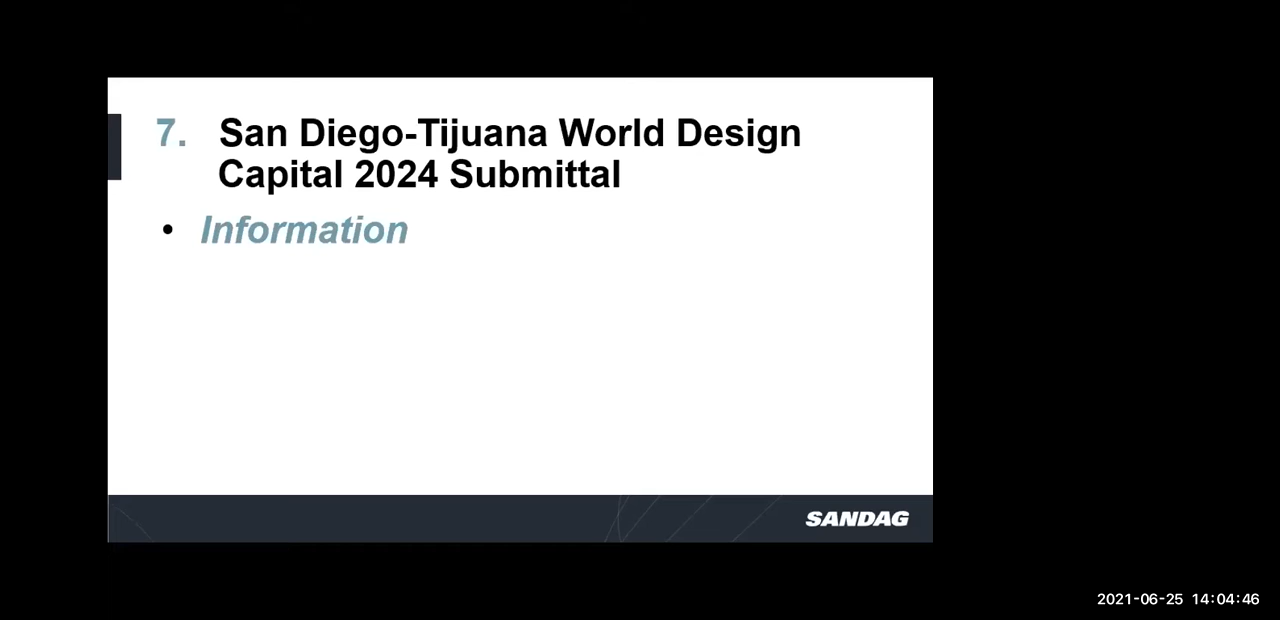 7. San Diego-Tijuana World Design
Capital 2024 Submittal
• Information
SANDAG
2021-06-25 14:04:46